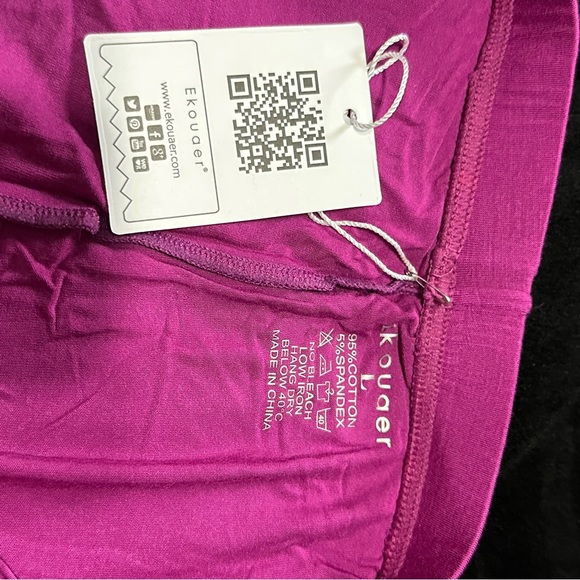 Ekouaer®
www.ekouaer.com
Ekouaer
L
95%COTTON
5%SPANDEX
40
NO BLEACH
LOW IRON
HANG DRY
BELOW 40°C
MADE IN CHINA